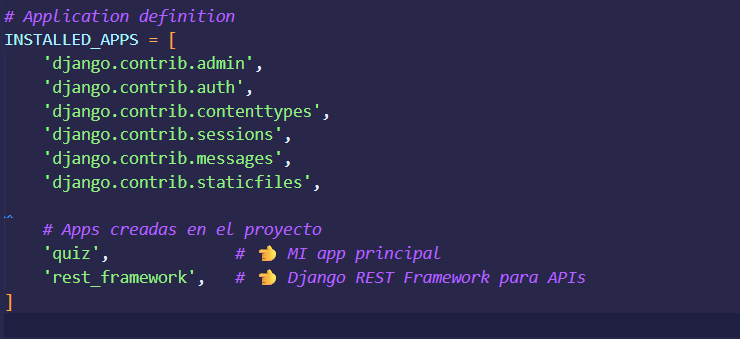 # Application definition
INSTALLED_APPS = [
    'django.contrib.admin',
    'django.contrib.auth',
    'django.contrib.contenttypes',
    'django.contrib.sessions',
    'django.contrib.messages',
    'django.contrib.staticfiles',
    # Apps creadas en el proyecto
    'quiz',            # 👈 MI app principal
    'rest_framework',  # 👈 Django REST Framework para APIs
]